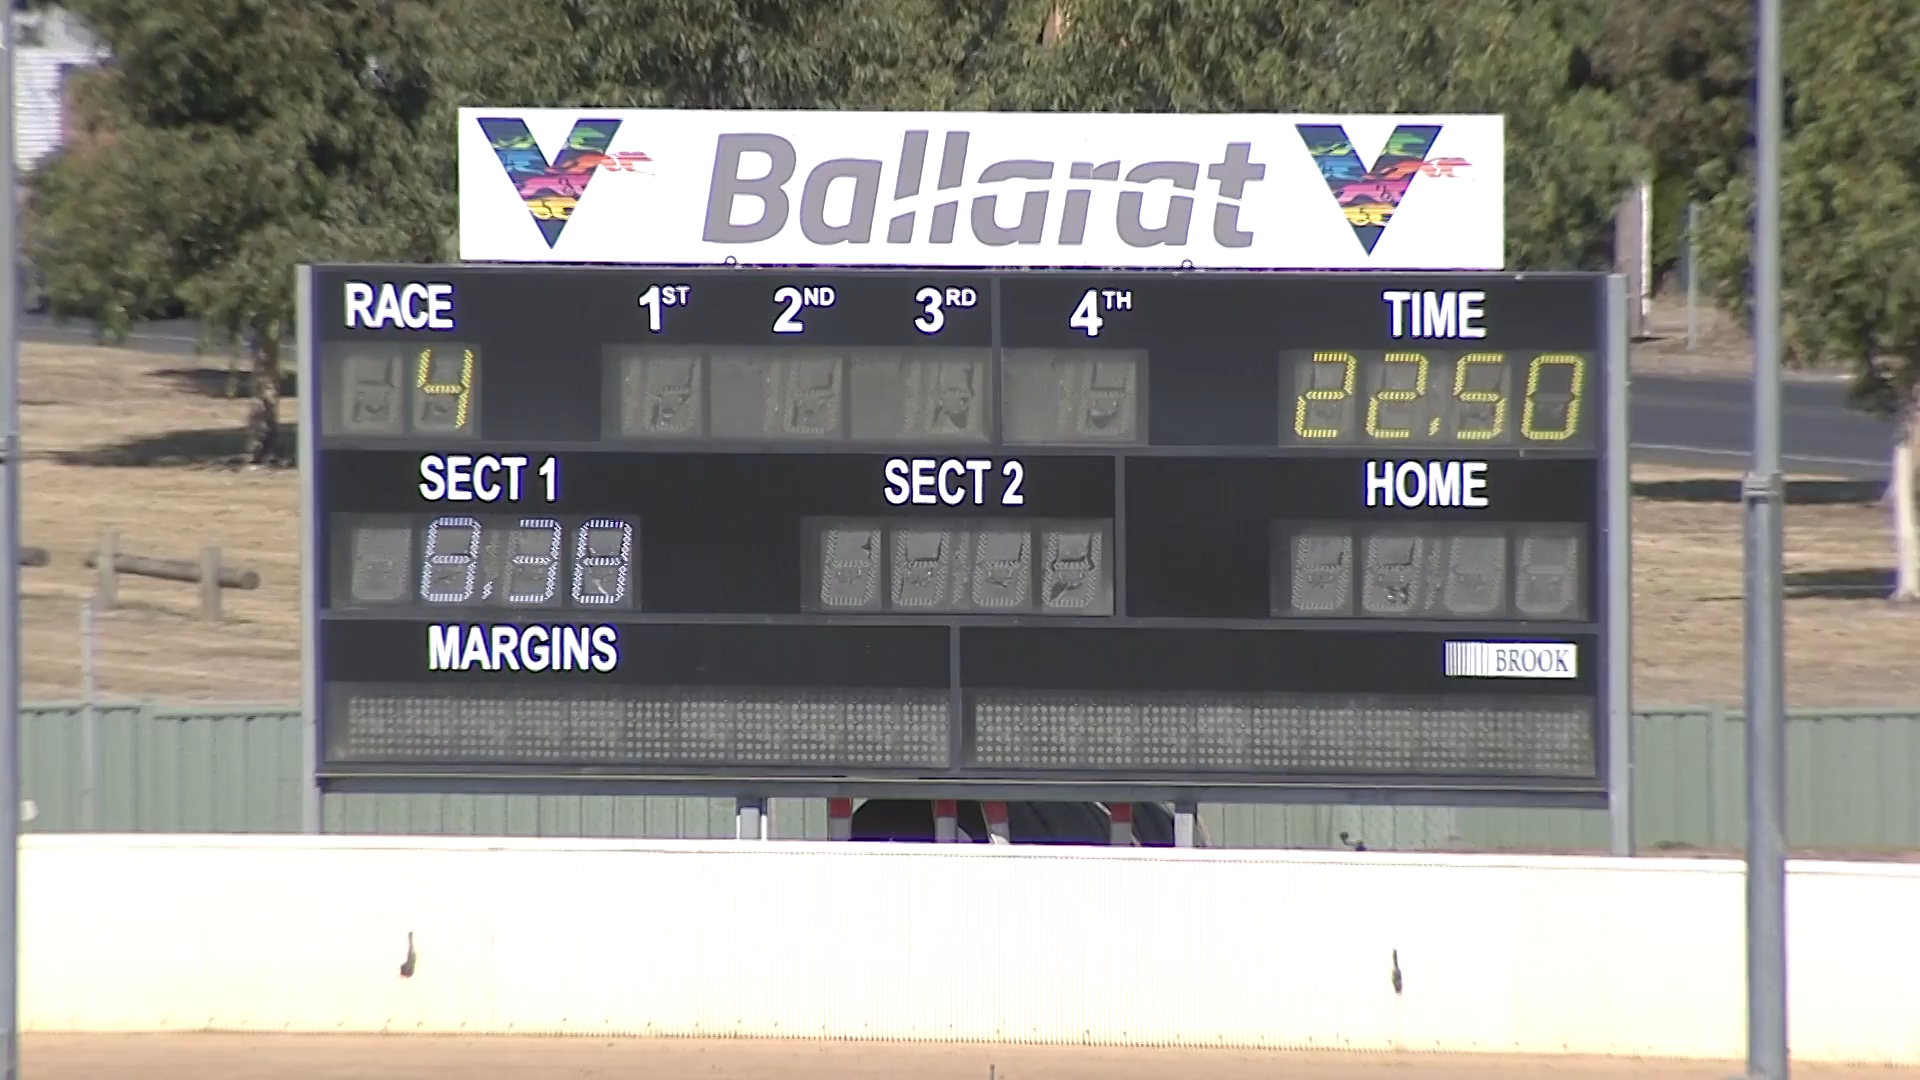 Ballarat
RACE 1ST 2ND 3RD 4TH TIME
4 22.50
SECT 1 SECT 2 HOME
8.38
MARGINS
BROOK